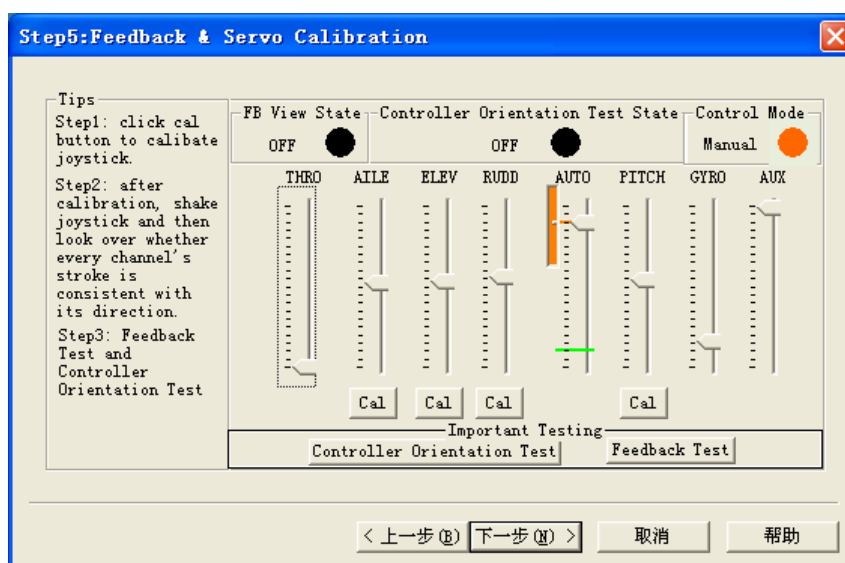 Step5:Feedback & Servo Calibration
Tips
Step1: click cal
button to calibate
joystick.
Step2: after
calibration, shake
joystick and then
look over whether
every channel's
stroke is
consistent with
its direction.
Step3: Feedback
Test and
Controller
Orientation Test
FB View State
OFF
Controller Orientation Test State
OFF
Control Mode
Manual
THRO AILE ELEV RUDD AUTO PITCH GYRO AUX
Cal Cal Cal Cal
Important Testing
Controller Orientation Test Feedback Test
< 上一步(B) 下一步(N) > 取消 帮助